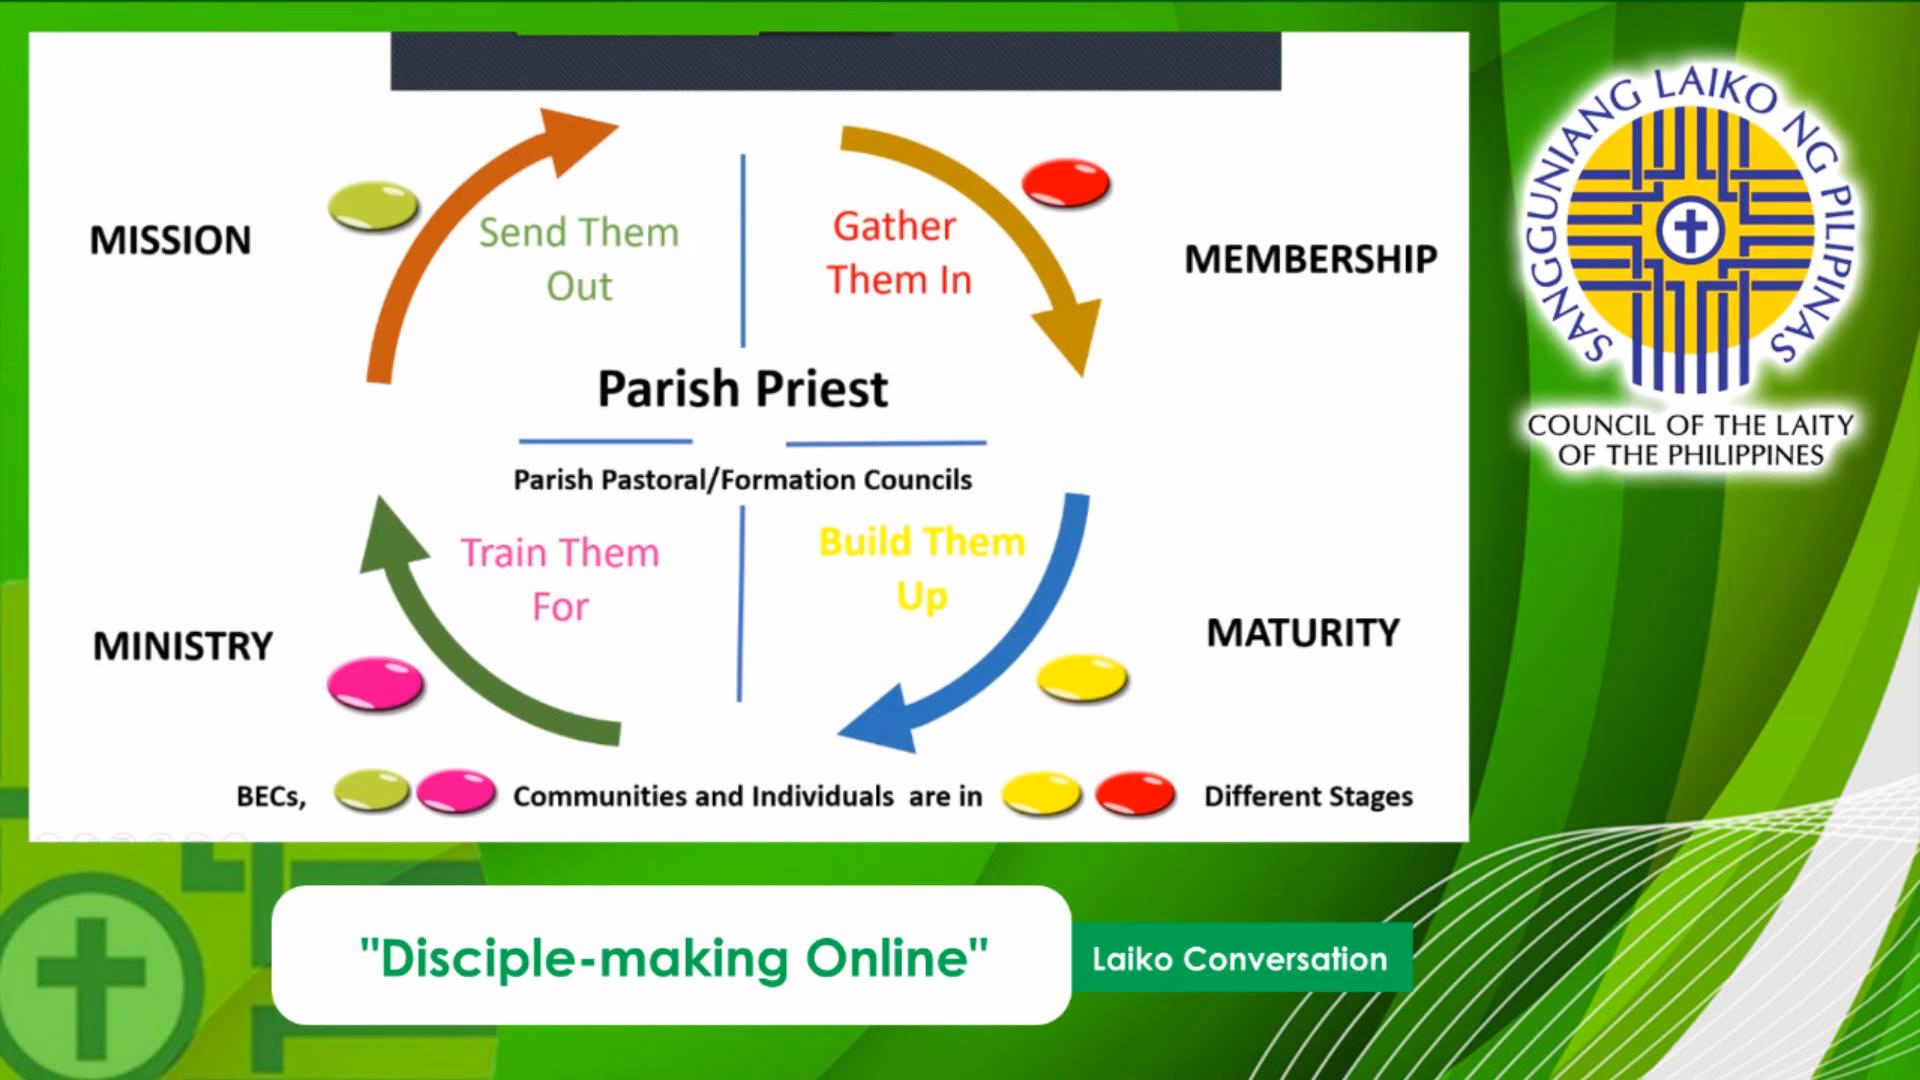 MISSION
Send Them
Out
Gather
Them In
MEMBERSHIP
Parish Priest
Parish Pastoral/Formation Councils
Train Them
For
Build Them
Up
MINISTRY
MATURITY
BECs, Communities and Individuals are in Different Stages
SANGGUNIANG LAIKO NG PILIPINAS
COUNCIL OF THE LAITY
OF THE PHILIPPINES
"Disciple-making Online"
Laiko Conversation